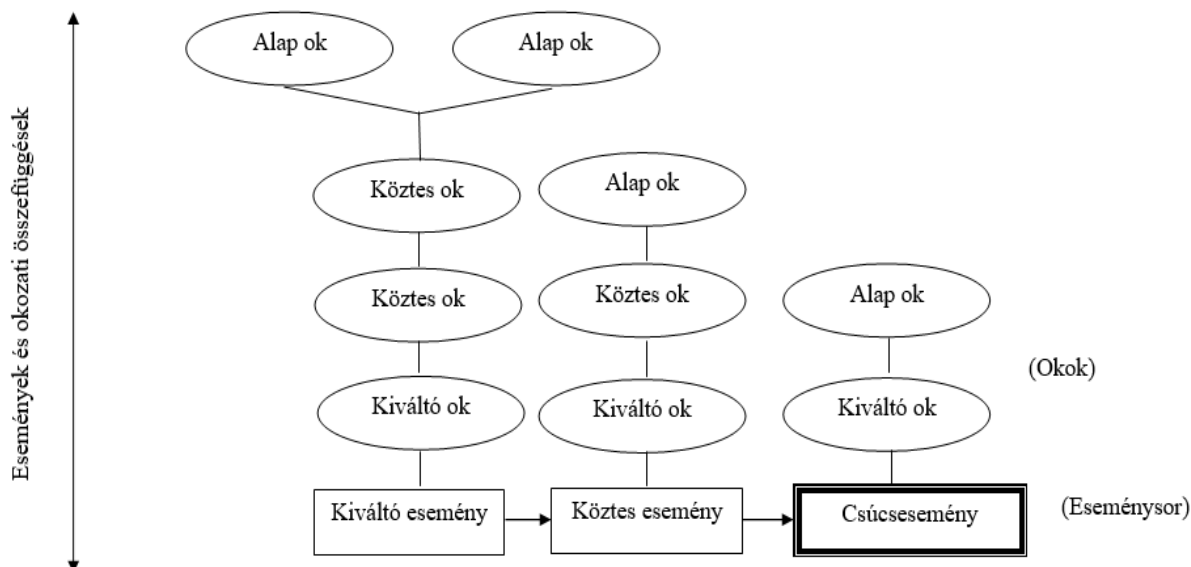 Események és okozati összefüggések
Alap ok
Alap ok
Köztes ok
Alap ok
Köztes ok
Köztes ok
Alap ok
(Okok)
Kiváltó ok
Kiváltó ok
Kiváltó ok
Kiváltó esemény
Köztes esemény
Csúcsesemény
(Eseménysor)